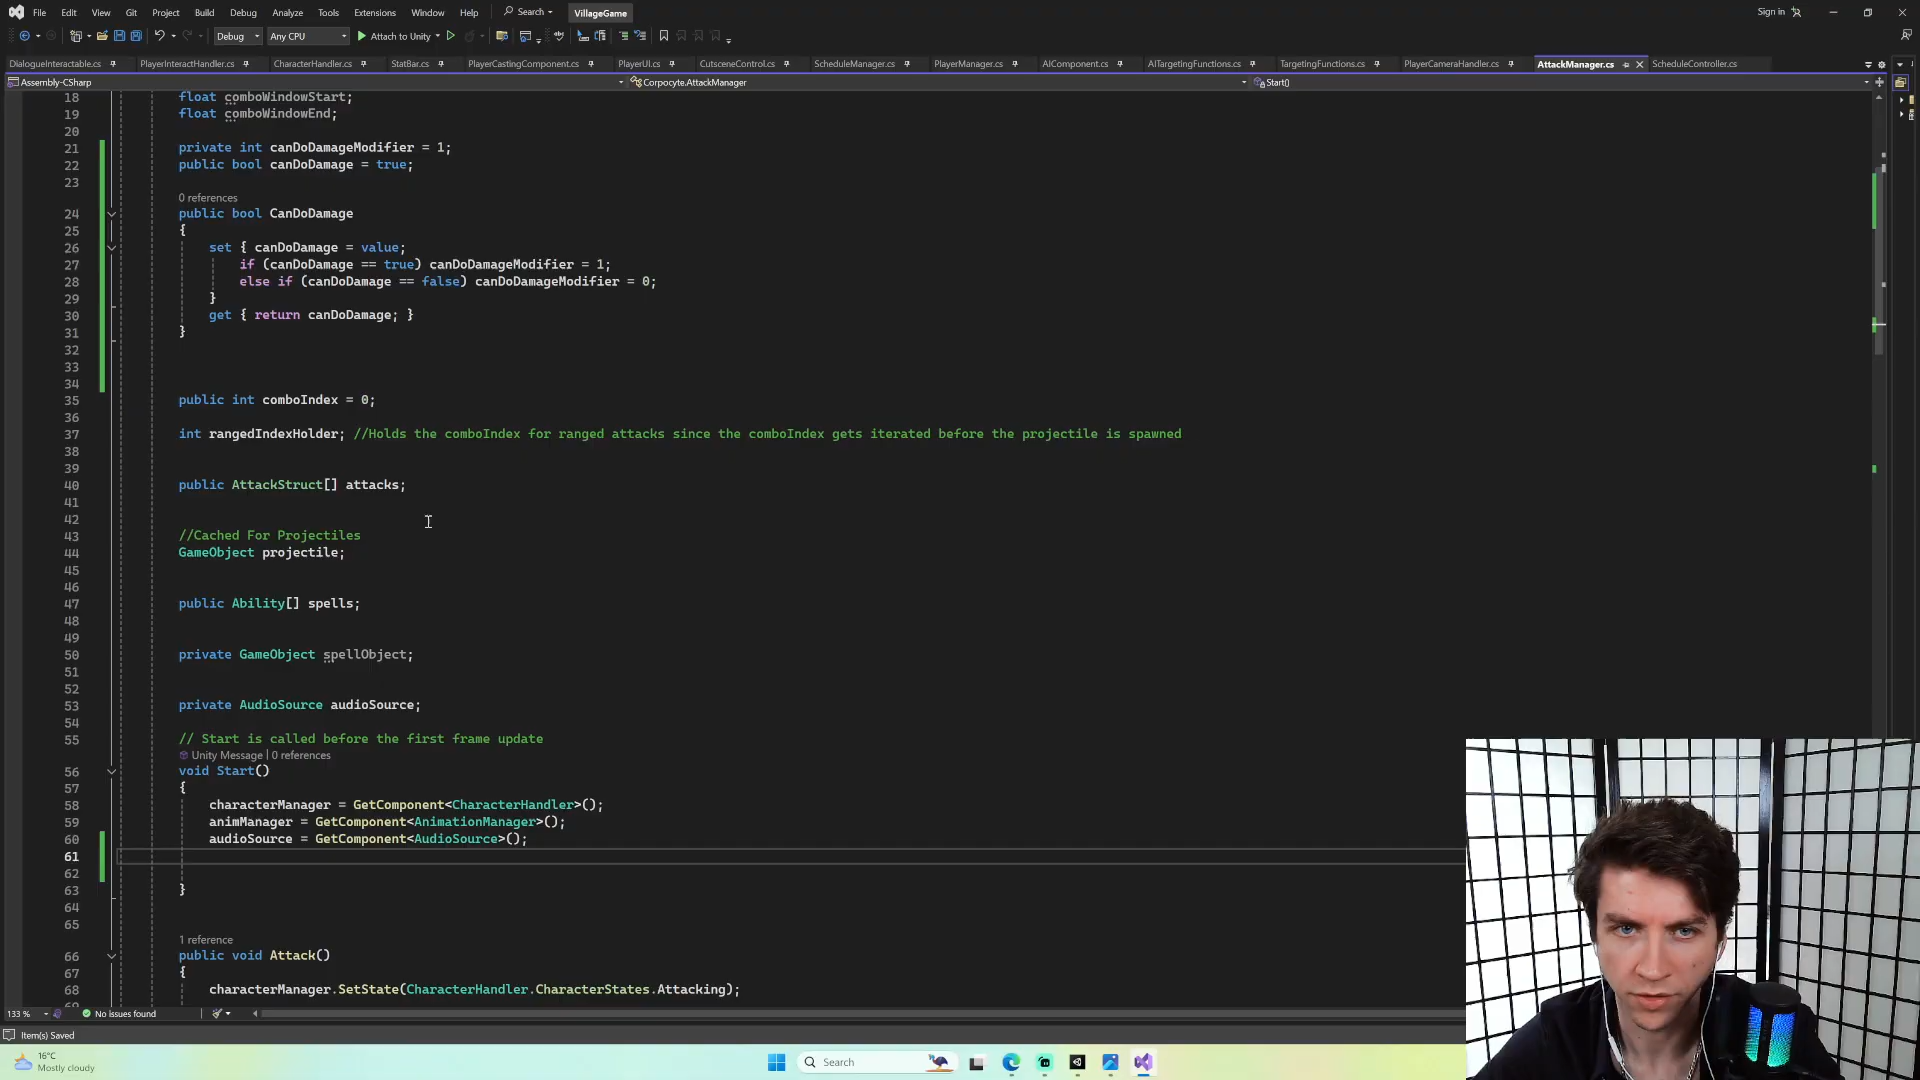 File Edit View Git Project Build Debug Analyze Tools Extensions Window Help Search VillageGame Sign in
Debug Any CPU Attach to Unity
DialogueInteractable.cs PlayerInteractHandler.cs CharacterHandler.cs StatBar.cs PlayerCastingComponent.cs PlayerUI.cs CutsceneControl.cs ScheduleManager.cs PlayerManager.cs AIComponent.cs AITargetingFunctions.cs TargetingFunctions.cs PlayerCameraHandler.cs AttackManager.cs ScheduleController.cs
Assembly-CSharp Corpocyte.AttackManager Start()
18 float comboWindowStart;
19 float comboWindowEnd;
20
21 private int canDoDamageModifier = 1;
22 public bool canDoDamage = true;
23
0 references
24 public bool CanDoDamage
25 {
26 set { canDoDamage = value;
27 if (canDoDamage == true) canDoDamageModifier = 1;
28 else if (canDoDamage == false) canDoDamageModifier = 0;
29 }
30 get { return canDoDamage; }
31 }
32
33
34
35 public int comboIndex = 0;
36
37 int rangedIndexHolder; //Holds the comboIndex for ranged attacks since the comboIndex gets iterated before the projectile is spawned
38
39
40 public AttackStruct[] attacks;
41
42
43 //Cached For Projectiles
44 GameObject projectile;
45
46
47 public Ability[] spells;
48
49
50 private GameObject spellObject;
51
52
53 private AudioSource audioSource;
54
55 // Start is called before the first frame update
Unity Message | 0 references
56 void Start()
57 {
58 characterManager = GetComponent<CharacterHandler>();
59 animManager = GetComponent<AnimationManager>();
60 audioSource = GetComponent<AudioSource>();
61
62
63 }
64
65
1 reference
66 public void Attack()
67 {
68 characterManager.SetState(CharacterHandler.CharacterStates.Attacking);
69
133 % No issues found
Item(s) Saved
16°C
Mostly cloudy
Search